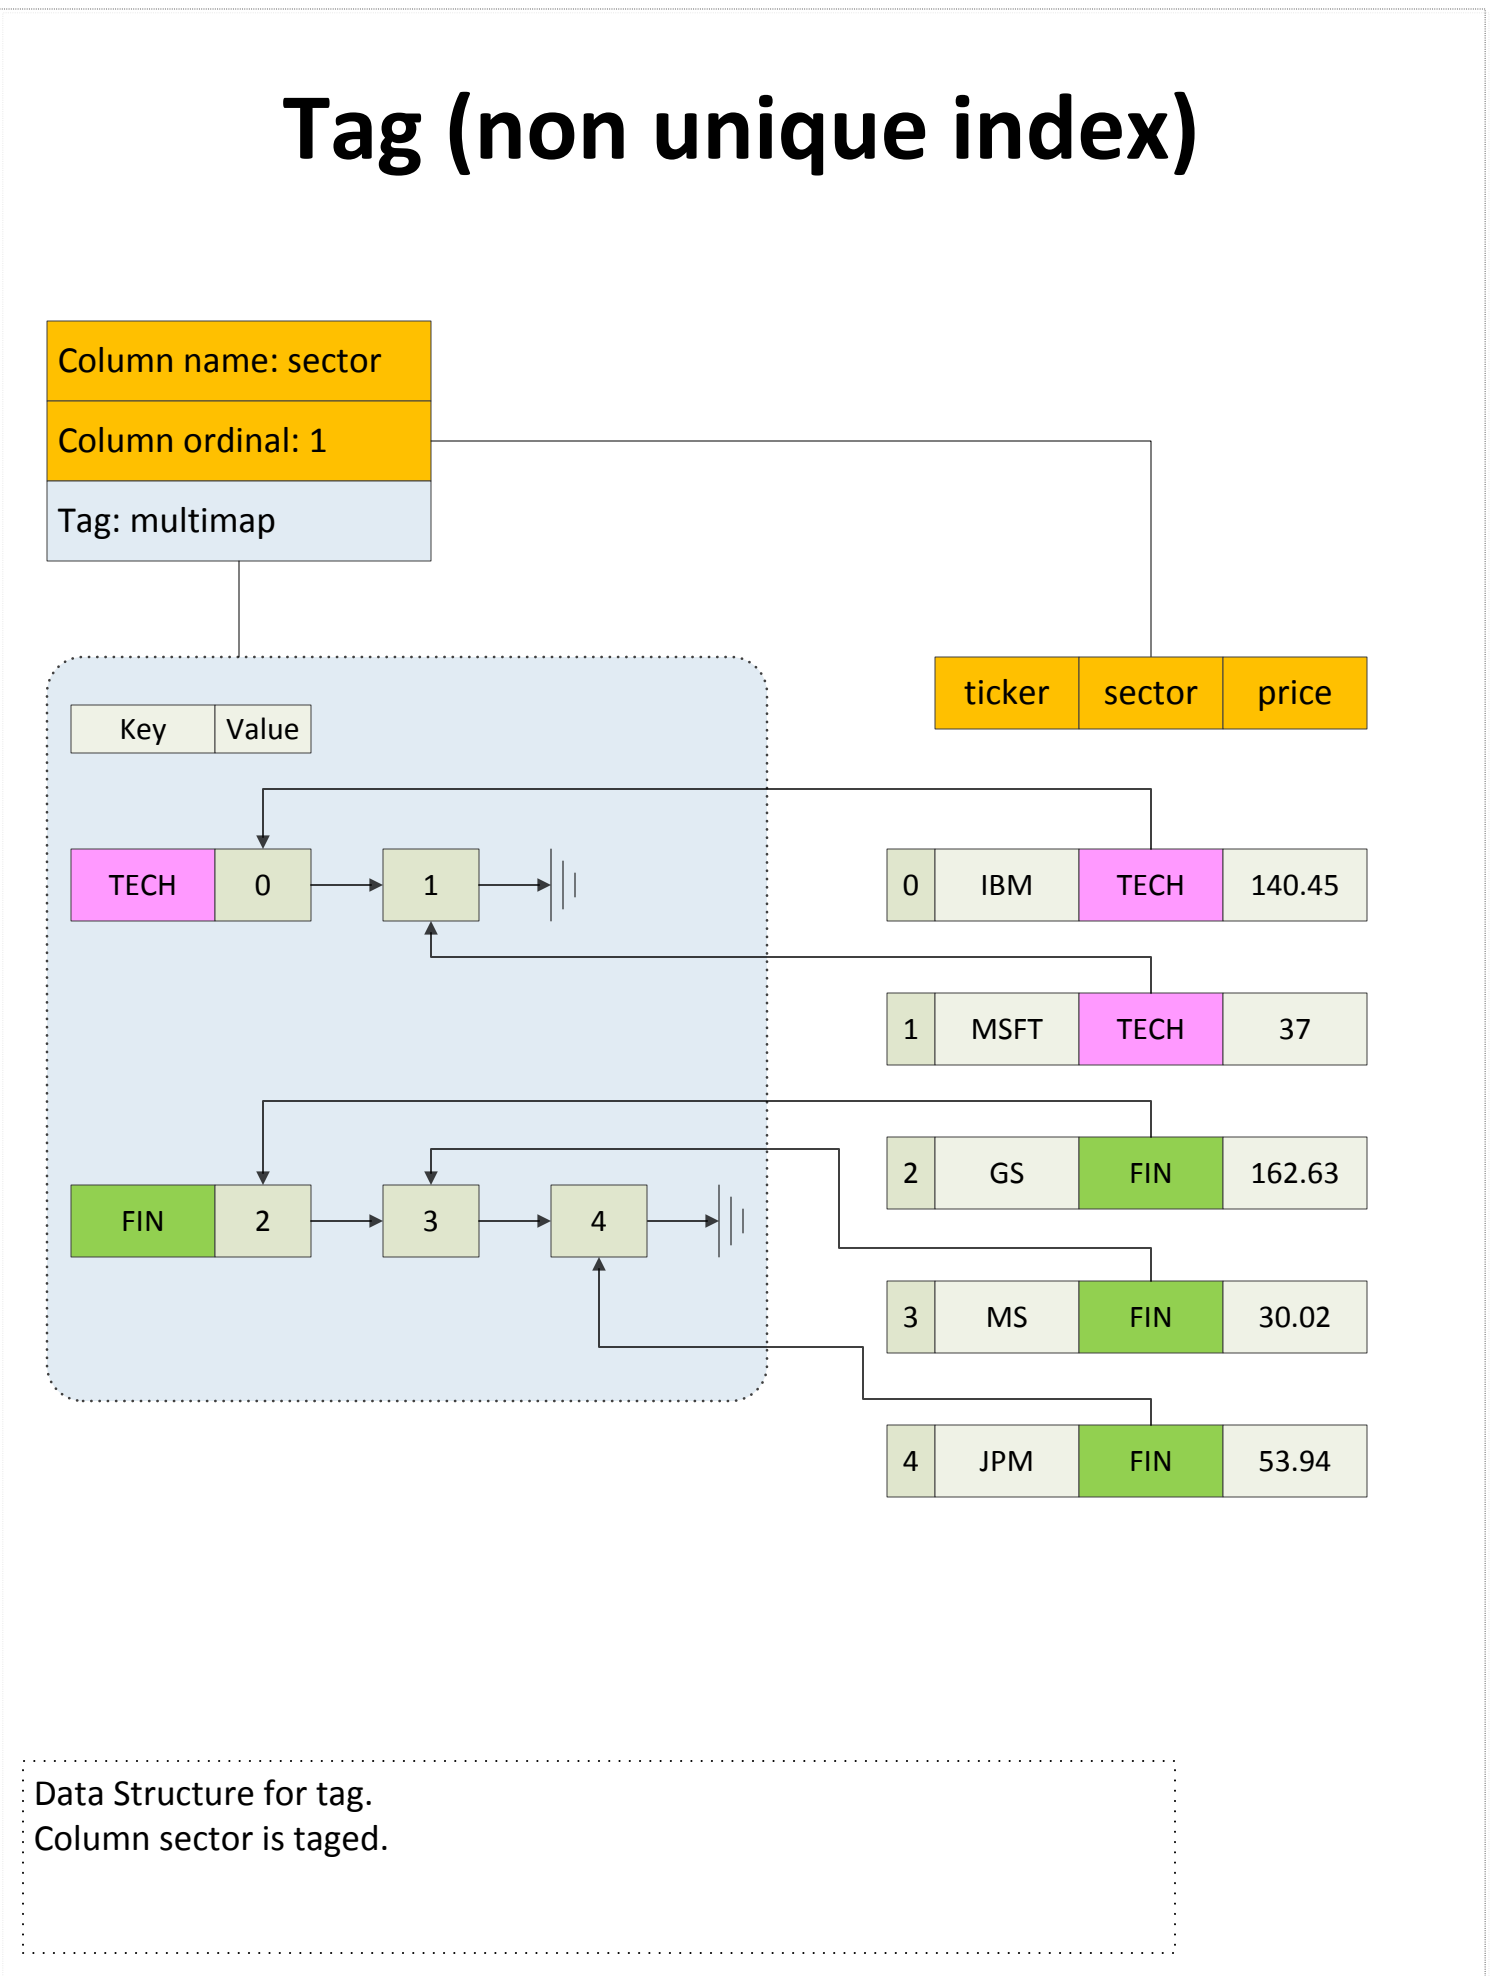 Tag (non unique index)
Column name: sector
Column ordinal: 1
Tag: multimap
ticker sector price
Key Value
TECH 0 1
0 IBM TECH 140.45
1 MSFT TECH 37
2 GS FIN 162.63
FIN 2 3 4
3 MS FIN 30.02
4 JPM FIN 53.94
Data Structure for tag.
Column sector is taged.